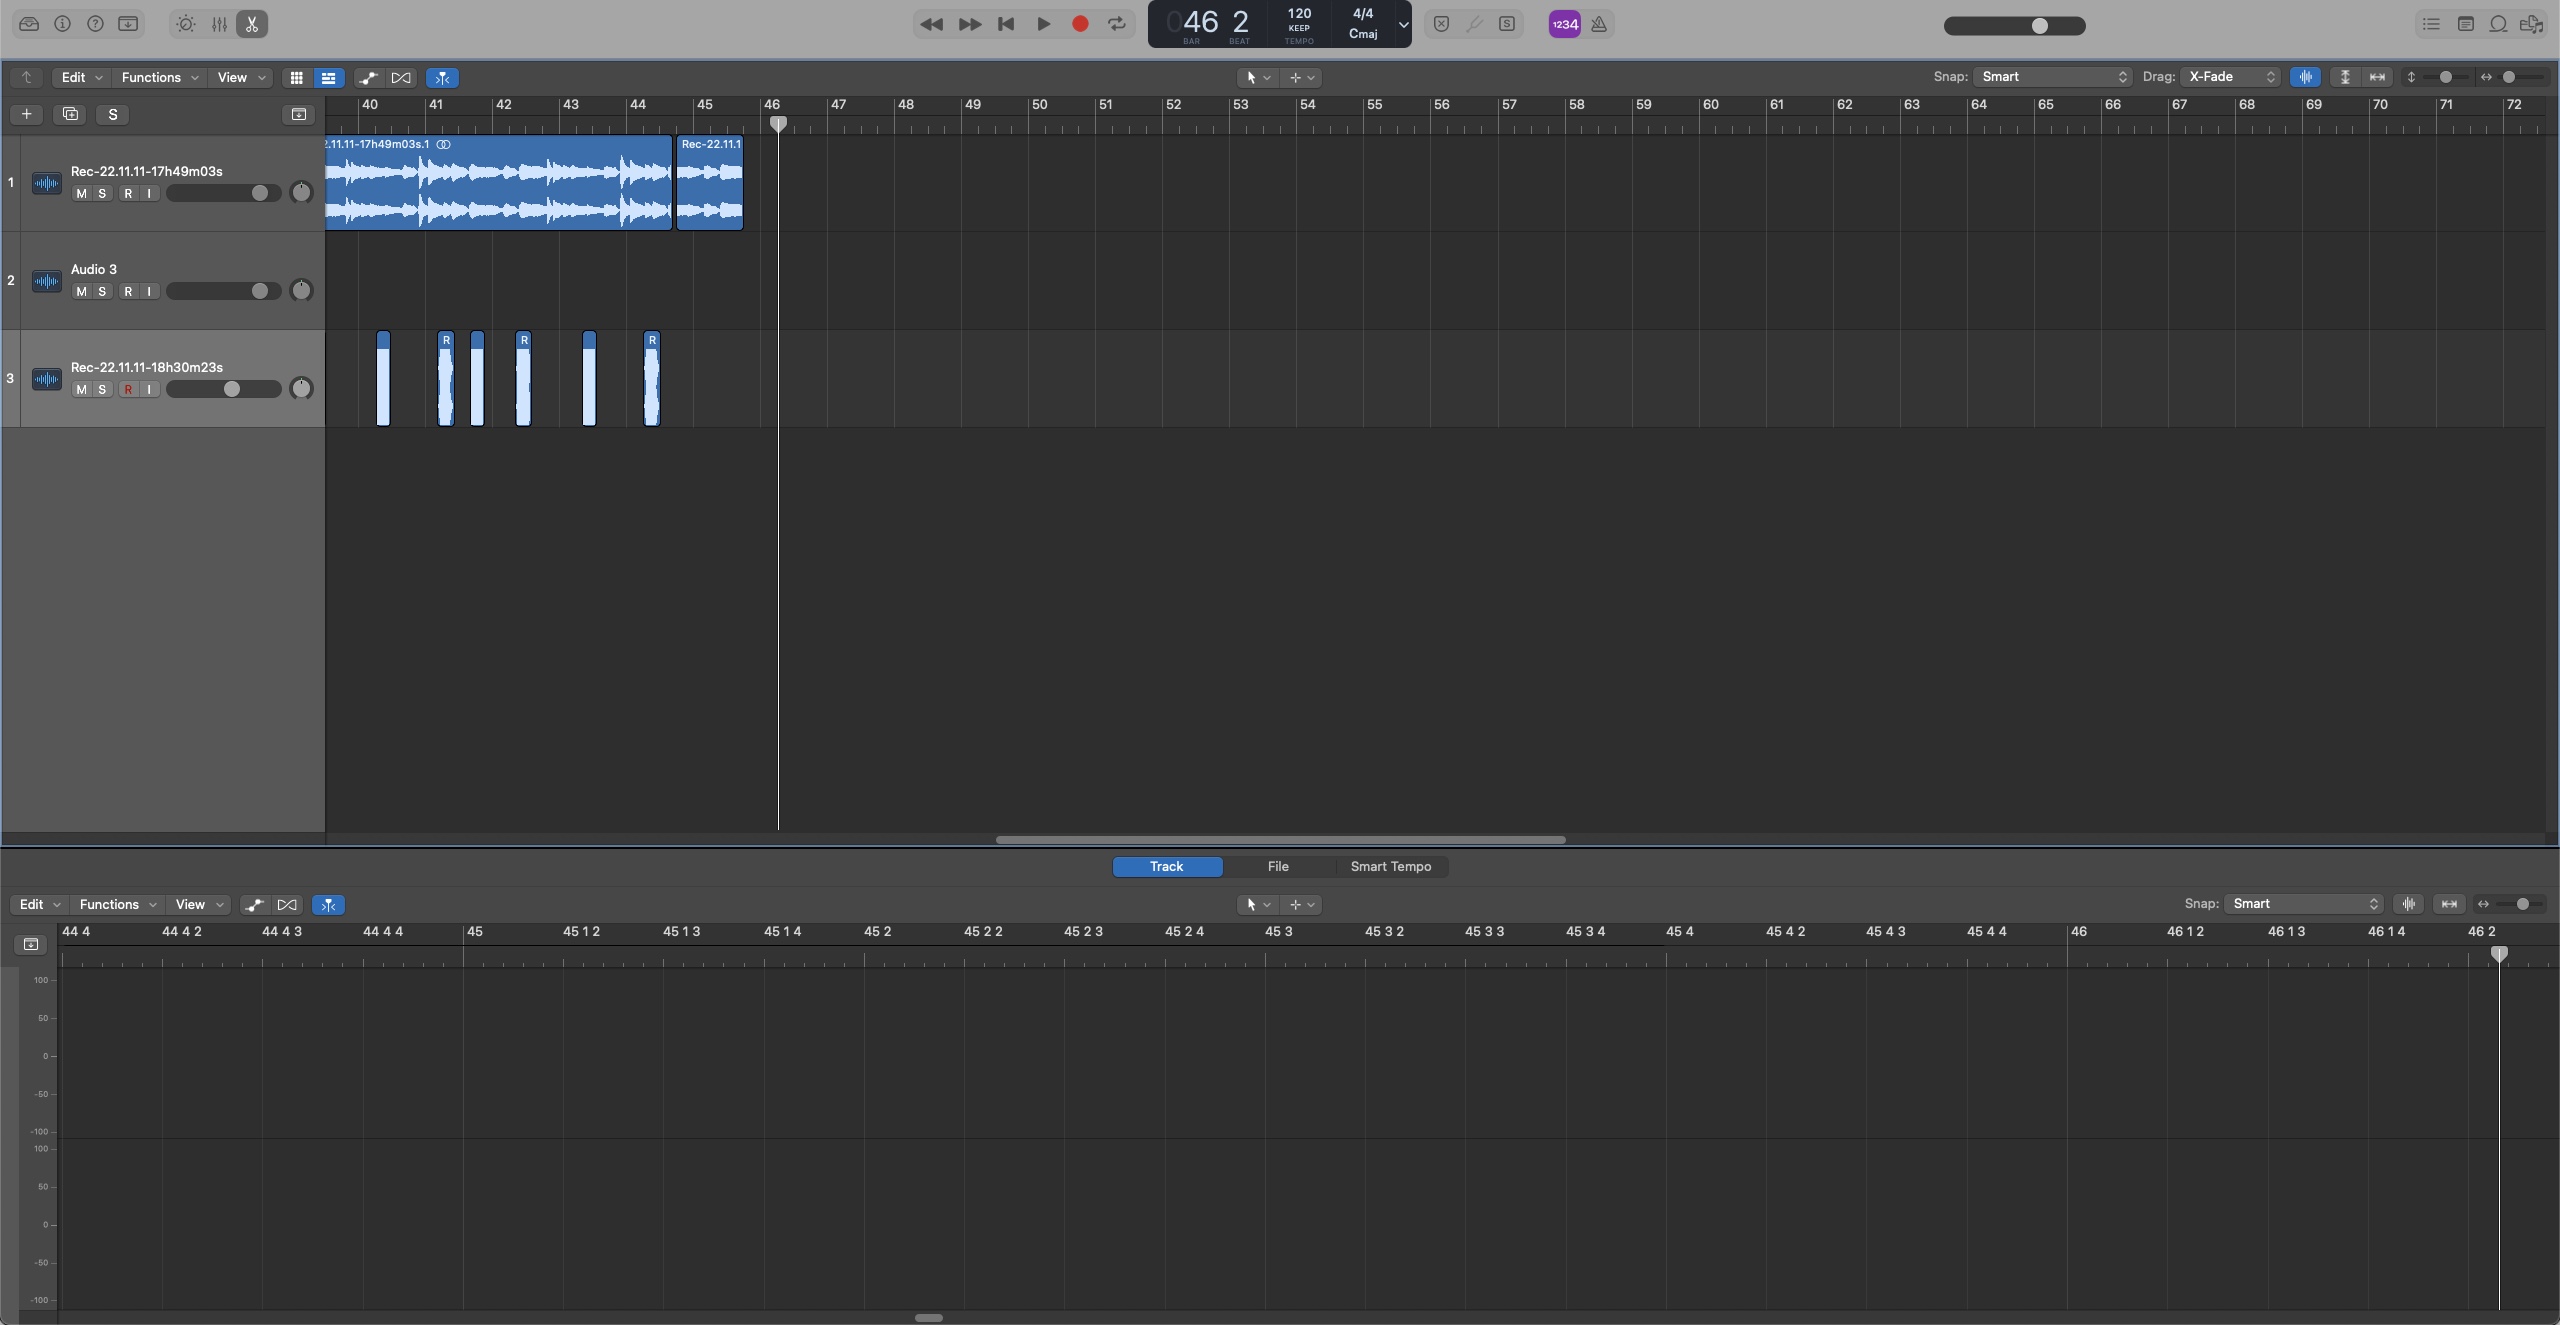 046 2 120 4/4
KEEP Cmaj
BAR BEAT TEMPO
S
1234
Edit Functions View Snap: Smart Drag: X-Fade
S
40 41 42 43 44 45 46 47 48 49 50 51 52 53 54 55 56 57 58 59 60 61 62 63 64 65 66 67 68 69 70 71 72
2.11.11-17h49m03s.1 Rec-22.11.1
1 Rec-22.11.11-17h49m03s
M S R I
2 Audio 3
M S R I
R R R
3 Rec-22.11.11-18h30m23s
M S R I
Track File Smart Tempo
Edit Functions View Snap: Smart
44 4 44 4 2 44 4 3 44 4 4 45 45 1 2 45 1 3 45 1 4 45 2 45 2 2 45 2 3 45 2 4 45 3 45 3 2 45 3 3 45 3 4 45 4 45 4 2 45 4 3 45 4 4 46 46 1 2 46 1 3 46 1 4 46 2
100
50
0
-50
-100
100
50
0
-50
-100